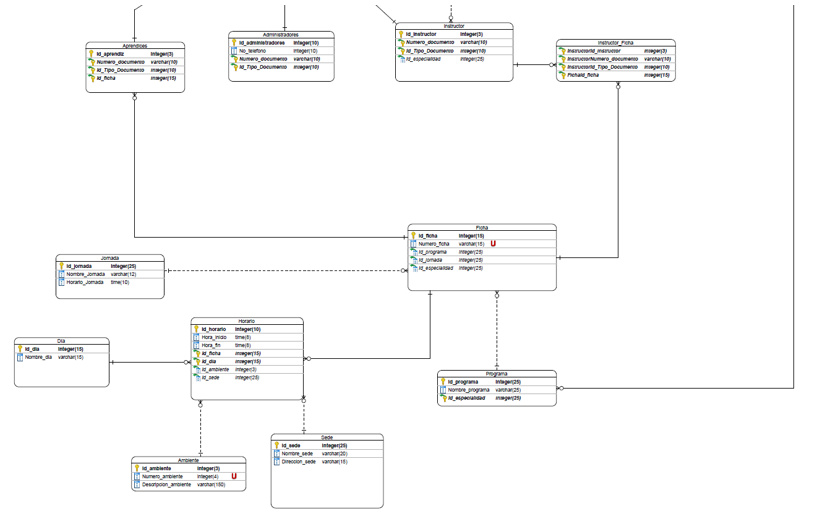 Aprendices
Id_aprendiz integer(3)
Numero_documento varchar(10)
Id_Tipo_Documento integer(10)
Id_ficha integer(15)
Administradores
Id_administradores integer(10)
No_telefono integer(10)
Numero_documento varchar(10)
Id_Tipo_Documento integer(10)
Instructor
Id_Instructor integer(3)
Numero_documento varchar(10)
Id_Tipo_Documento integer(10)
Id_especialidad integer(25)
Instructor_Ficha
InstructorId_Instructor integer(3)
InstructorNumero_documento varchar(10)
InstructorId_Tipo_Documento integer(10)
FichaId_ficha integer(15)
Ficha
Id_ficha integer(15)
Numero_ficha varchar(15) U
Id_programa integer(25)
Id_jornada integer(25)
Id_especialidad integer(25)
Jornada
Id_jornada integer(25)
Nombre_Jornada varchar(12)
Horario_Jornada time(10)
Horario
Id_horario integer(10)
Hora_inicio time(6)
Hora_fin time(6)
Id_ficha integer(15)
Id_dia integer(15)
Id_ambiente integer(3)
Id_sede integer(25)
Dia
Id_dia integer(15)
Nombre_dia varchar(15)
Programa
Id_programa integer(25)
Nombre_programa varchar(25)
Id_especialidad integer(25)
Sede
Id_sede integer(25)
Nombre_sede varchar(20)
Direccion_sede varchar(15)
Ambiente
Id_ambiente integer(3)
Numero_ambiente integer(4) U
Descripcion_ambiente varchar(150)